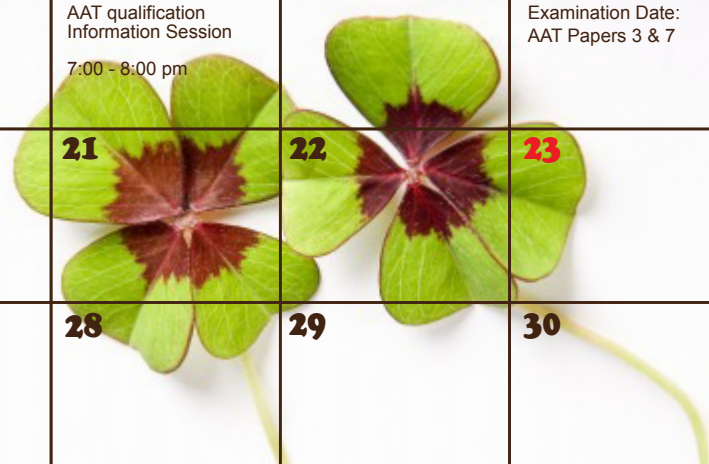 AAT qualification
Information Session
7:00 - 8:00 pm
Examination Date:
AAT Papers 3 & 7
21
22
23
28
29
30